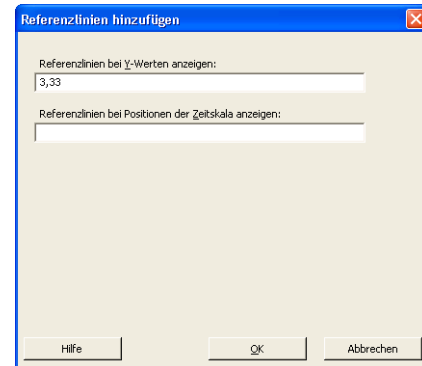 Referenzlinien hinzufügen
Referenzlinien bei Y-Werten anzeigen:
3,33
Referenzlinien bei Positionen der Zeitskala anzeigen:
Hilfe
OK
Abbrechen